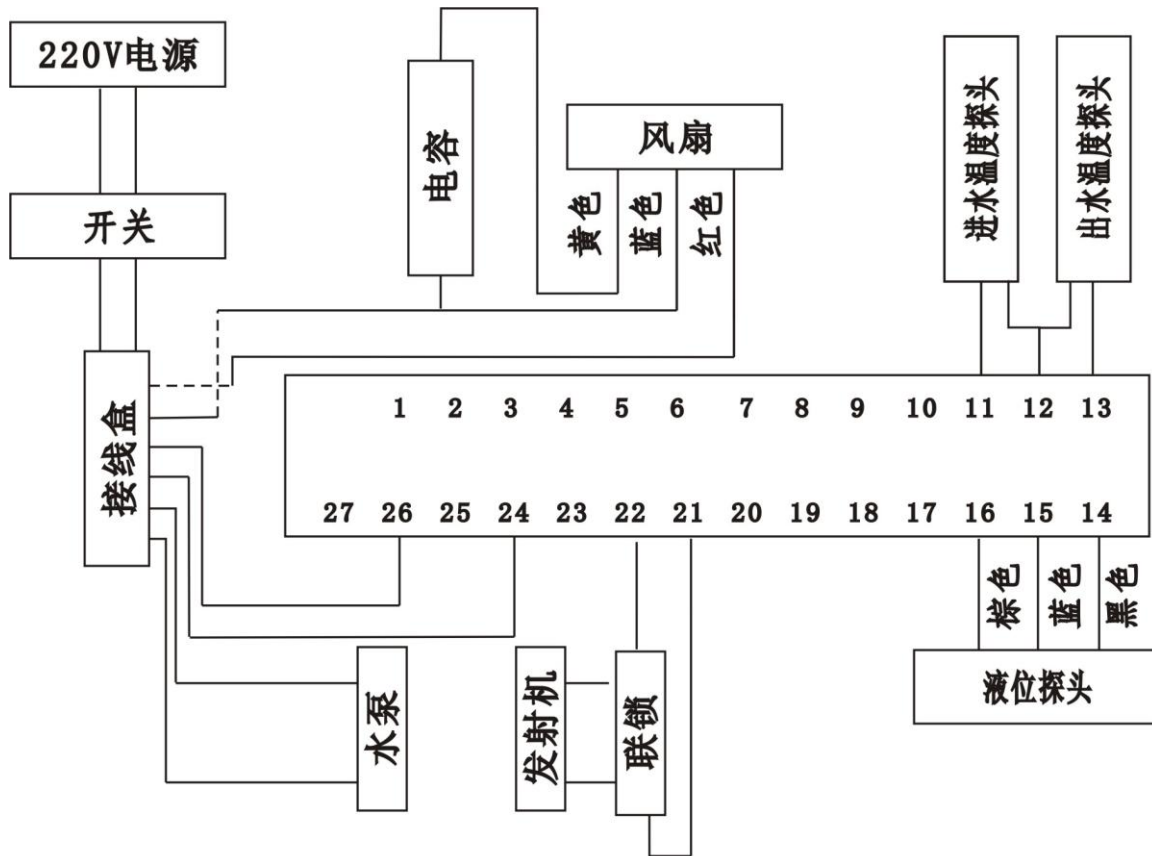 220V电源
电容
风扇
黄色
蓝色
红色
进水温度探头
出水温度探头
开关
接线盒
1 2 3 4 5 6 7 8 9 10 11 12 13
27 26 25 24 23 22 21 20 19 18 17 16 15 14
棕色
蓝色
黑色
水泵
发射机
联锁
液位探头